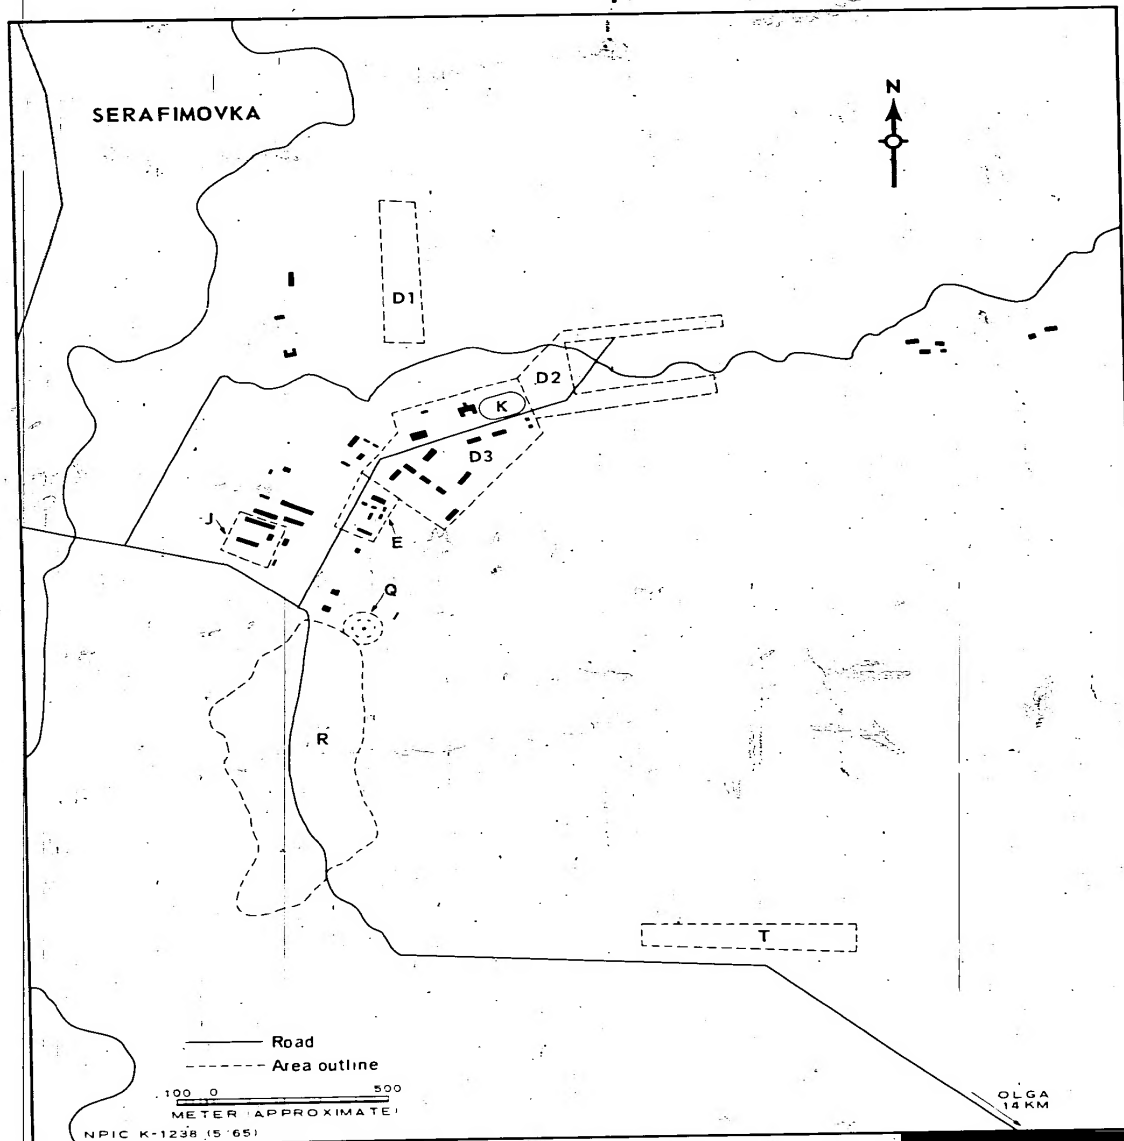 N
SERAFIMOVKA
D1
D2
K
D3
J
E
Q
R
T
Road
Area outline
100 0 500
METER (APPROXIMATE)
OLGA
14 KM
NPIC K-1238 (5/65)